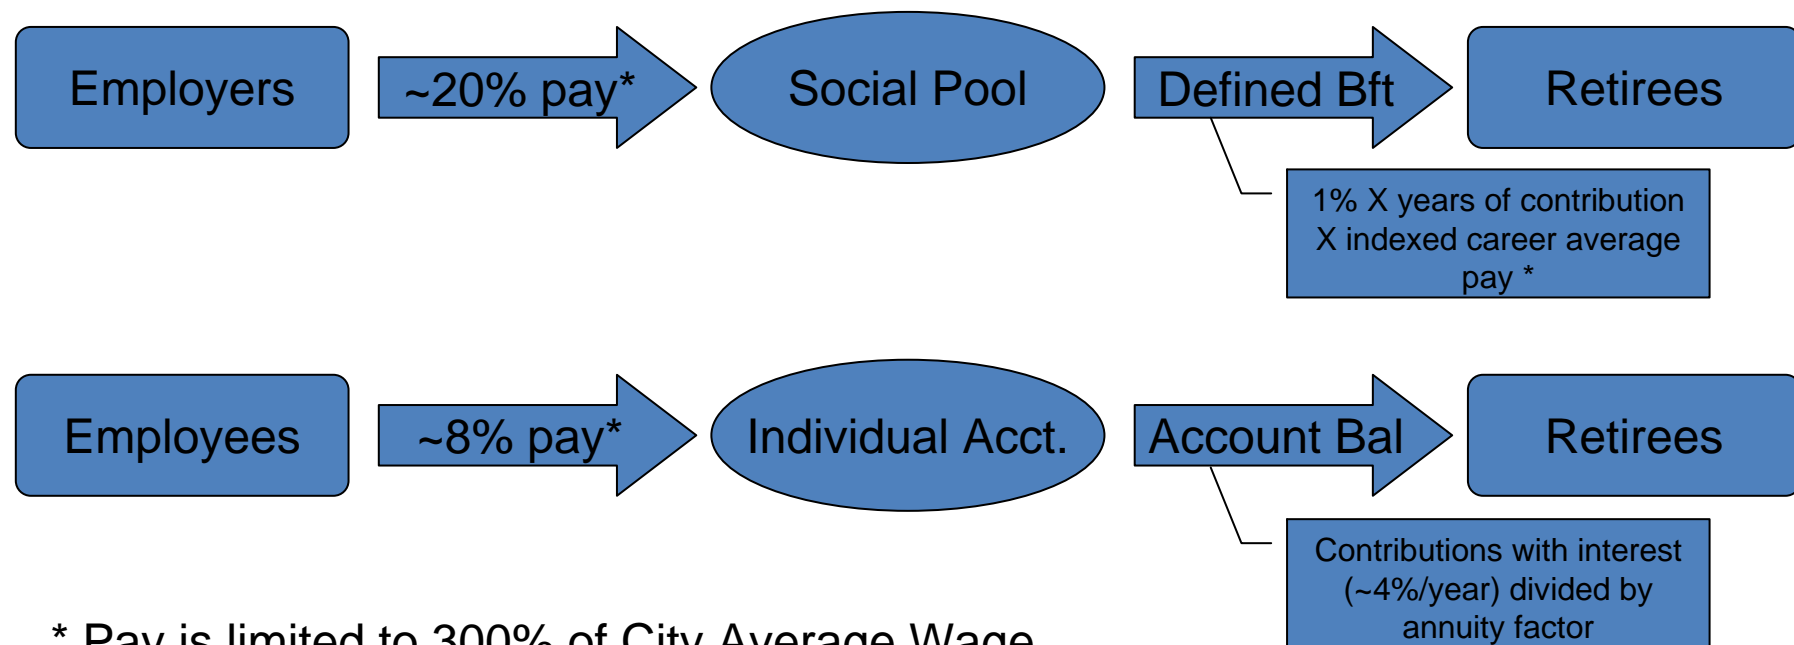 Employers
~20% pay*
Social Pool
Defined Bft
Retirees
1% X years of contribution
X indexed career average
pay *
Employees
~8% pay*
Individual Acct.
Account Bal
Retirees
Contributions with interest
(~4%/year) divided by
annuity factor
* Pay is limited to 300% of City Average Wage